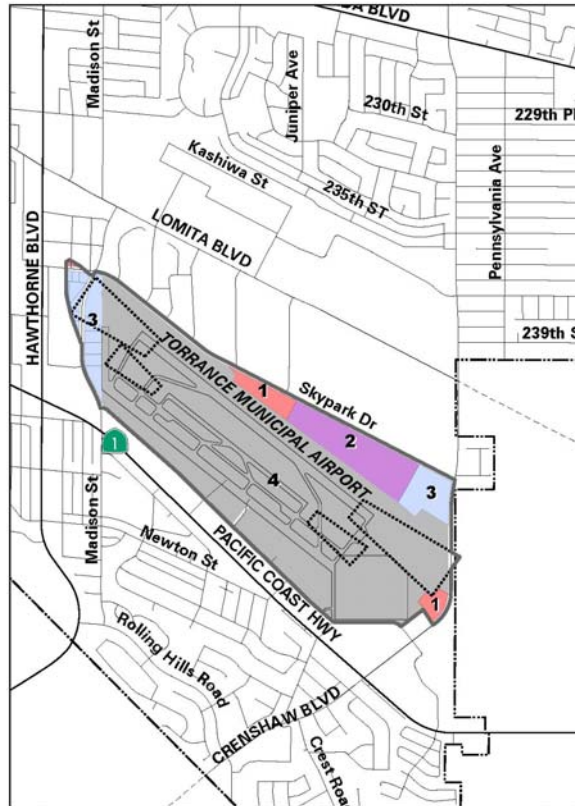 DA BLVD
Madison St
Juniper Ave
230th St
229th Pl
Kashiwa St
235th ST
Pennsylvania Ave
LOMITA BLVD
HAWTHORNE BLVD
239th S
3
TORRANCE MUNICIPAL AIRPORT
1
Skypark Dr
2
3
4
1
Madison St
Newton St
PACIFIC COAST HWY
1
Rolling Hills Road
CRENSHAW BLVD
Crest Roa